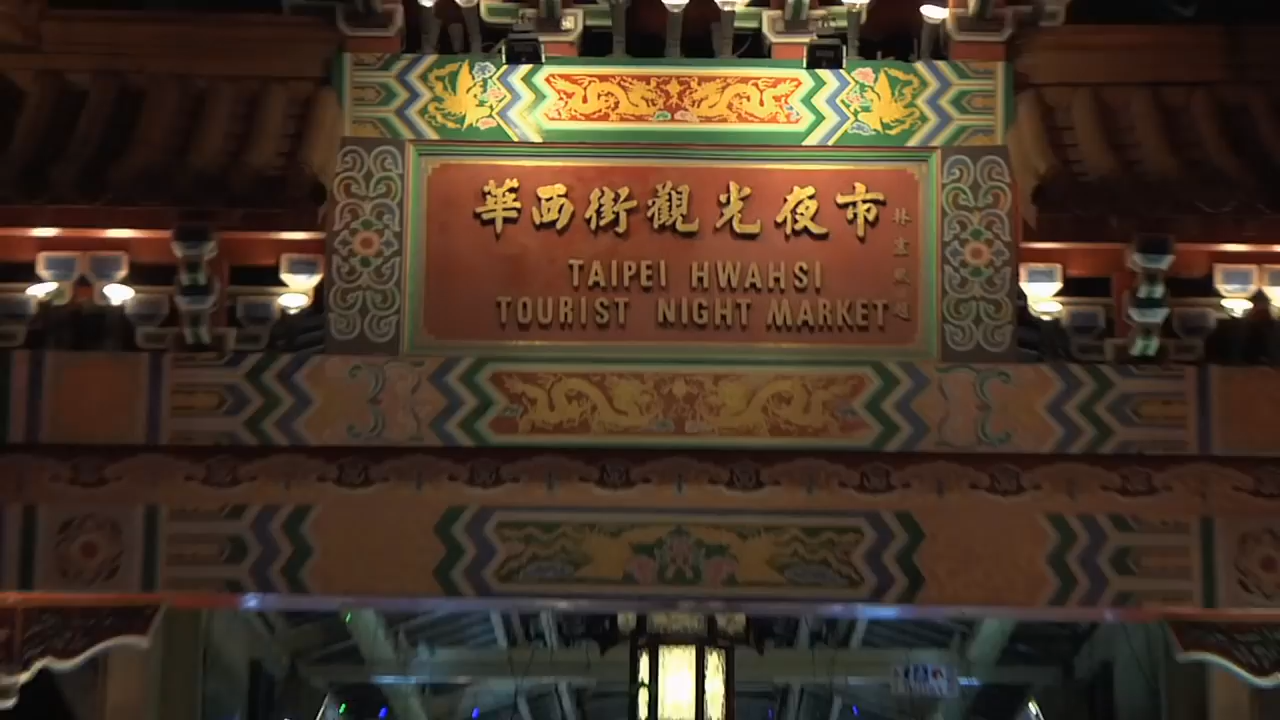 華西街觀光夜市
TAIPEI HWAHSI
TOURIST NIGHT MARKET